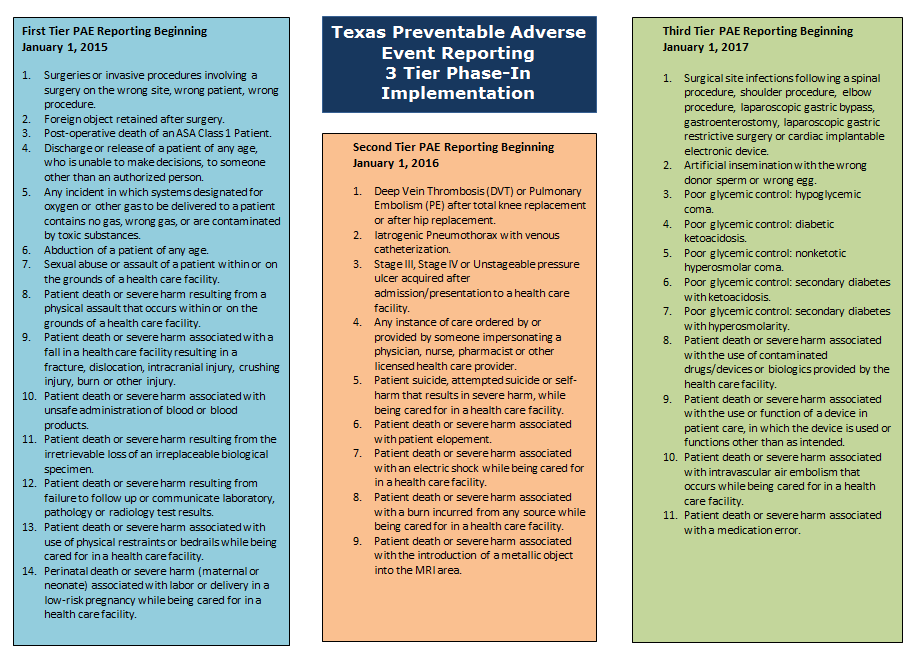 First Tier PAE Reporting Beginning
January 1, 2015
1. Surgeries or invasive procedures involving a
surgery on the wrong site, wrong patient, wrong
procedure.
2. Foreign object retained after surgery.
3. Post-operative death of an ASA Class 1 Patient.
4. Discharge or release of a patient of any age,
who is unable to make decisions, to someone
other than an authorized person.
5. Any incident in which systems designated for
oxygen or other gas to be delivered to a patient
contains no gas, wrong gas, or are contaminated
by toxic substances.
6. Abduction of a patient of any age.
7. Sexual abuse or assault of a patient within or on
the grounds of a health care facility.
8. Patient death or severe harm resulting from a
physical assault that occurs within or on the
grounds of a health care facility.
9. Patient death or severe harm associated with a
fall in a health care facility resulting in a
fracture, dislocation, intracranial injury, crushing
injury, burn or other injury.
10. Patient death or severe harm associated with
unsafe administration of blood or blood
products.
11. Patient death or severe harm resulting from the
irretrievable loss of an irreplaceable biological
specimen.
12. Patient death or severe harm resulting from
failure to follow up or communicate laboratory,
pathology or radiology test results.
13. Patient death or severe harm associated with
use of physical restraints or bedrails while being
cared for in a health care facility.
14. Perinatal death or severe harm (maternal or
neonate) associated with labor or delivery in a
low-risk pregnancy while being cared for in a
health care facility.
Texas Preventable Adverse
Event Reporting
3 Tier Phase-In
Implementation
Second Tier PAE Reporting Beginning
January 1, 2016
1. Deep Vein Thrombosis (DVT) or Pulmonary
Embolism (PE) after total knee replacement
or after hip replacement.
2. Iatrogenic Pneumothorax with venous
catheterization.
3. Stage III, Stage IV or Unstageable pressure
ulcer acquired after
admission/presentation to a health care
facility.
4. Any instance of care ordered by or
provided by someone impersonating a
physician, nurse, pharmacist or other
licensed health care provider.
5. Patient suicide, attempted suicide or self-
harm that results in severe harm, while
being cared for in a health care facility.
6. Patient death or severe harm associated
with patient elopement.
7. Patient death or severe harm associated
with an electric shock while being cared for
in a health care facility.
8. Patient death or severe harm associated
with a burn incurred from any source while
being cared for in a health care facility.
9. Patient death or severe harm associated
with the introduction of a metallic object
into the MRI area.
Third Tier PAE Reporting Beginning
January 1, 2017
1. Surgical site infections following a spinal
procedure, shoulder procedure, elbow
procedure, laparoscopic gastric bypass,
gastroenterostomy, laparoscopic gastric
restrictive surgery or cardiac implantable
electronic device.
2. Artificial insemination with the wrong
donor sperm or wrong egg.
3. Poor glycemic control: hypoglycemic
coma.
4. Poor glycemic control: diabetic
ketoacidosis.
5. Poor glycemic control: nonketotic
hyperosmolar coma.
6. Poor glycemic control: secondary diabetes
with ketoacidosis.
7. Poor glycemic control: secondary diabetes
with hyperosmolarity.
8. Patient death or severe harm associated
with the use of contaminated
drugs/devices or biologics provided by the
health care facility.
9. Patient death or severe harm associated
with the use or function of a device in
patient care, in which the device is used or
functions other than as intended.
10. Patient death or severe harm associated
with intravascular air embolism that
occurs while being cared for in a health
care facility.
11. Patient death or severe harm associated
with a medication error.